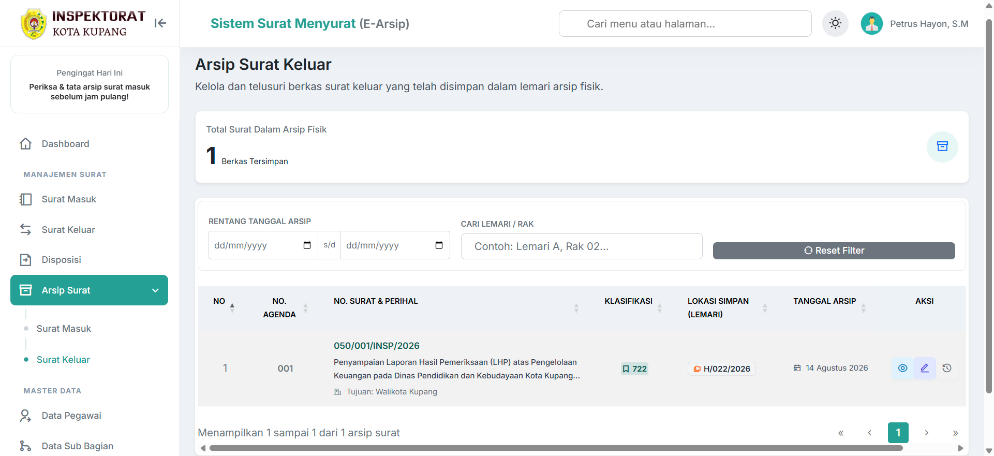 INSPEKTORAT
KOTA KUPANG
Sistem Surat Menyurat (E-Arsip)
Cari menu atau halaman...
Petrus Hayon, S.M
Pengingat Hari Ini
Periksa & tata arsip surat masuk
sebelum jam pulang!
Dashboard
MANAJEMEN SURAT
Surat Masuk
Surat Keluar
Disposisi
Arsip Surat
Surat Masuk
Surat Keluar
MASTER DATA
Data Pegawai
Data Sub Bagian
Arsip Surat Keluar
Kelola dan telusuri berkas surat keluar yang telah disimpan dalam lemari arsip fisik.
Total Surat Dalam Arsip Fisik
1 Berkas Tersimpan
RENTANG TANGGAL ARSIP
dd/mm/yyyy s/d dd/mm/yyyy
CARI LEMARI / RAK
Contoh: Lemari A, Rak 02...
Reset Filter
NO
NO.
AGENDA
NO. SURAT & PERIHAL
KLASIFIKASI
LOKASI SIMPAN
(LEMARI)
TANGGAL ARSIP
AKSI
1
001
050/001/INSP/2026
Penyampaian Laporan Hasil Pemeriksaan (LHP) atas Pengelolaan
Keuangan pada Dinas Pendidikan dan Kebudayaan Kota Kupang...
Tujuan: Walikota Kupang
722
H/022/2026
14 Agustus 2026
Menampilkan 1 sampai 1 dari 1 arsip surat
« ‹ 1 › »